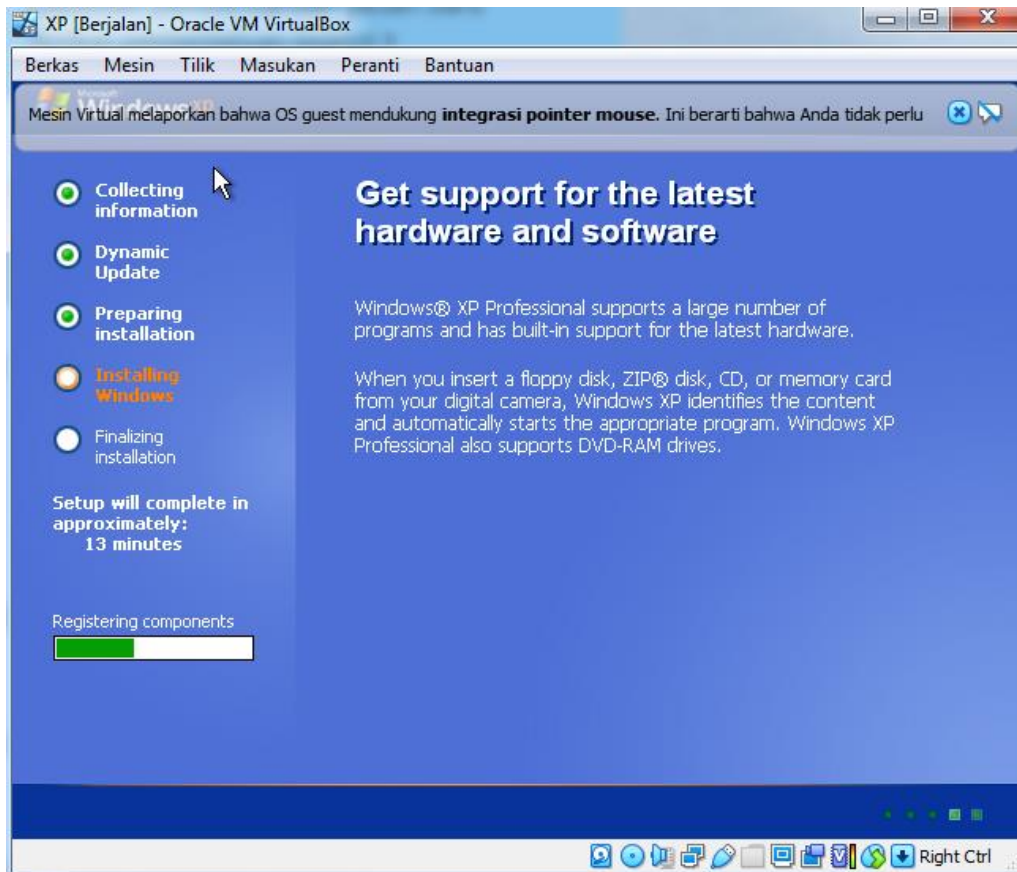 XP [Berjalan] - Oracle VM VirtualBox
Berkas Mesin Tilik Masukan Peranti Bantuan
Mesin Virtual melaporkan bahwa OS guest mendukung integrasi pointer mouse. Ini berarti bahwa Anda tidak perlu
Microsoft
Windows XP
Collecting
information
Dynamic
Update
Preparing
installation
Installing
Windows
Finalizing
installation
Setup will complete in
approximately:
13 minutes
Registering components
Get support for the latest
hardware and software
Windows® XP Professional supports a large number of
programs and has built-in support for the latest hardware.
When you insert a floppy disk, ZIP® disk, CD, or memory card
from your digital camera, Windows XP identifies the content
and automatically starts the appropriate program. Windows XP
Professional also supports DVD-RAM drives.
Right Ctrl